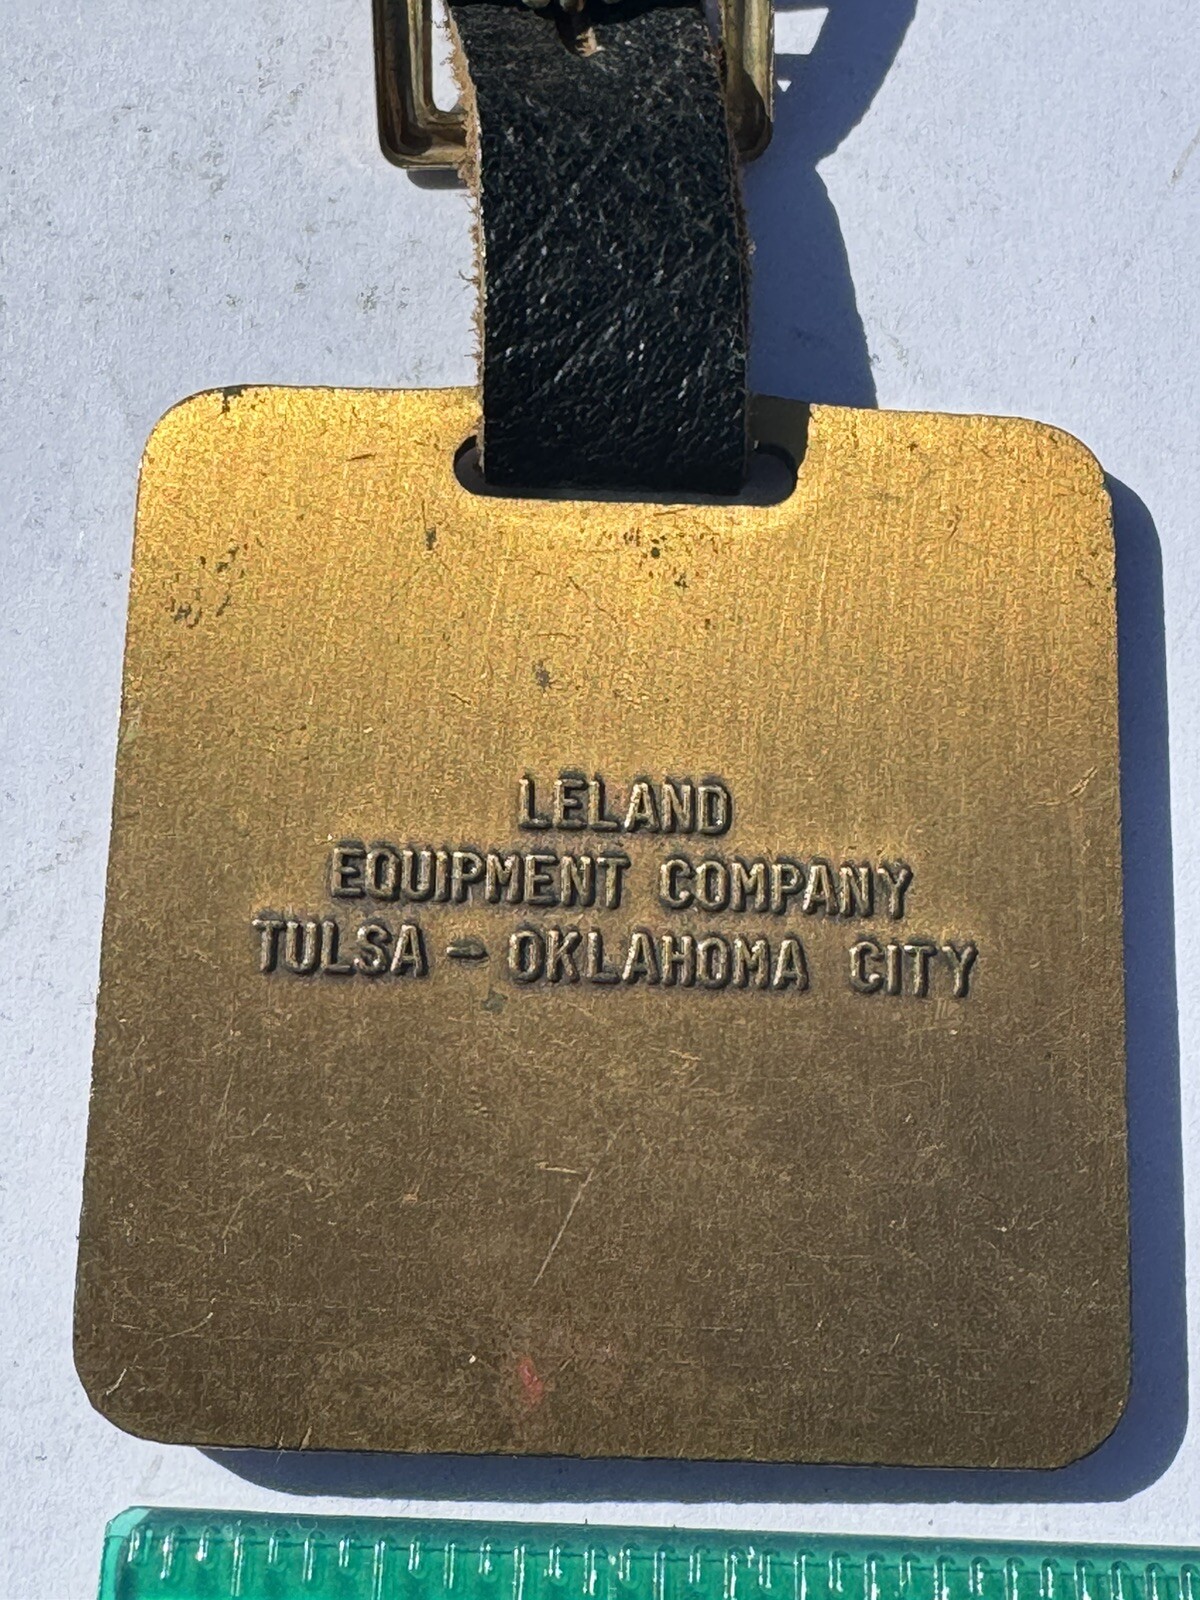 LELAND
EQUIPMENT COMPANY
TULSA - OKLAHOMA CITY